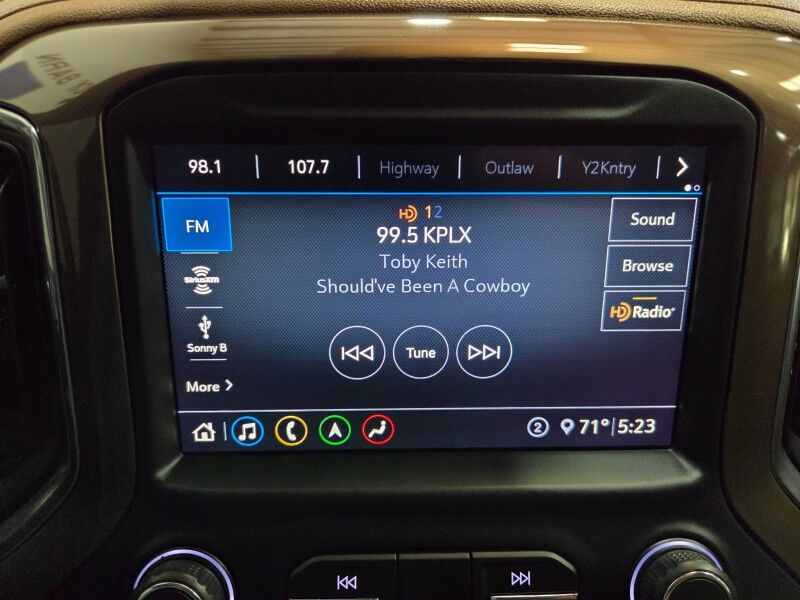 98.1 | 107.7 | Highway | Outlaw | Y2Kntry
FM
SiriusXM
Sonny B
More
HD 1 2
99.5 KPLX
Toby Keith
Should've Been A Cowboy
Tune
Sound
Browse
HD Radio
2 71° | 5:23